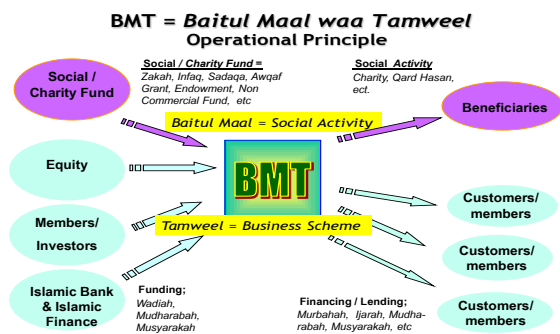 BMT = Baitul Maal waa Tamweel
Operational Principle
Social / Charity Fund =
Zakah, Infaq, Sadaqa, Awqaf
Grant, Endowment, Non
Commercial Fund, etc
Social Activity
Charity, Qard Hasan,
ect.
Social /
Charity Fund
Beneficiaries
Baitul Maal = Social Activity
Equity
BMT
Members/
Investors
Customers/
members
Tamweel = Business Scheme
Customers/
members
Islamic Bank
& Islamic
Finance
Funding;
Wadiah,
Mudharabah,
Musyarakah
Financing / Lending;
Murbahah, Ijarah, Mudha-
rabah, Musyarakah, etc
Customers/
members